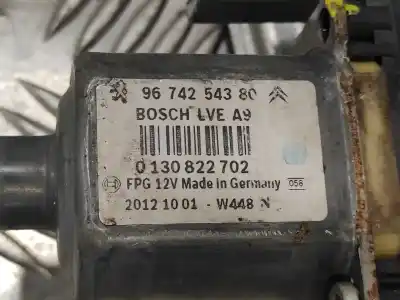 96 742 543 80
BOSCH LVE A9
0 130 822 702
FPG 12V Made in Germany 056
2012 10 01 - W448 N